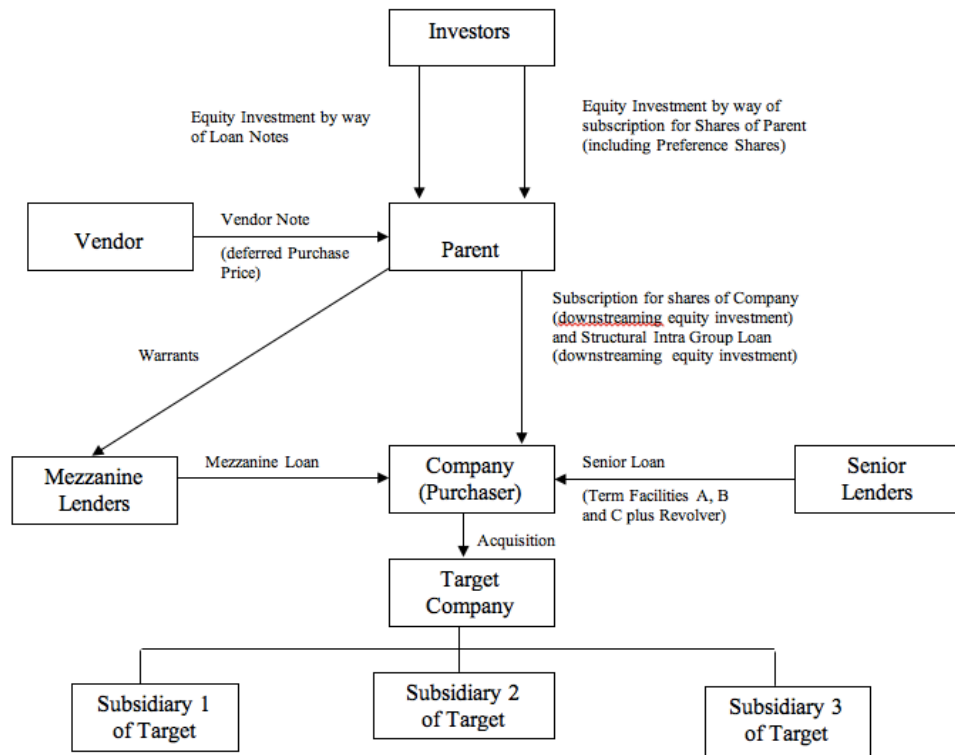 Investors
Equity Investment by way
of Loan Notes
Equity Investment by way of
subscription for Shares of Parent
(including Preference Shares)
Vendor
Vendor Note
(deferred Purchase
Price)
Parent
Subscription for shares of Company
(downstreaming equity investment)
and Structural Intra Group Loan
(downstreaming equity investment)
Warrants
Mezzanine
Lenders
Mezzanine Loan
Company
(Purchaser)
Senior Loan
(Term Facilities A, B
and C plus Revolver)
Senior
Lenders
Acquisition
Target
Company
Subsidiary 1
of Target
Subsidiary 2
of Target
Subsidiary 3
of Target